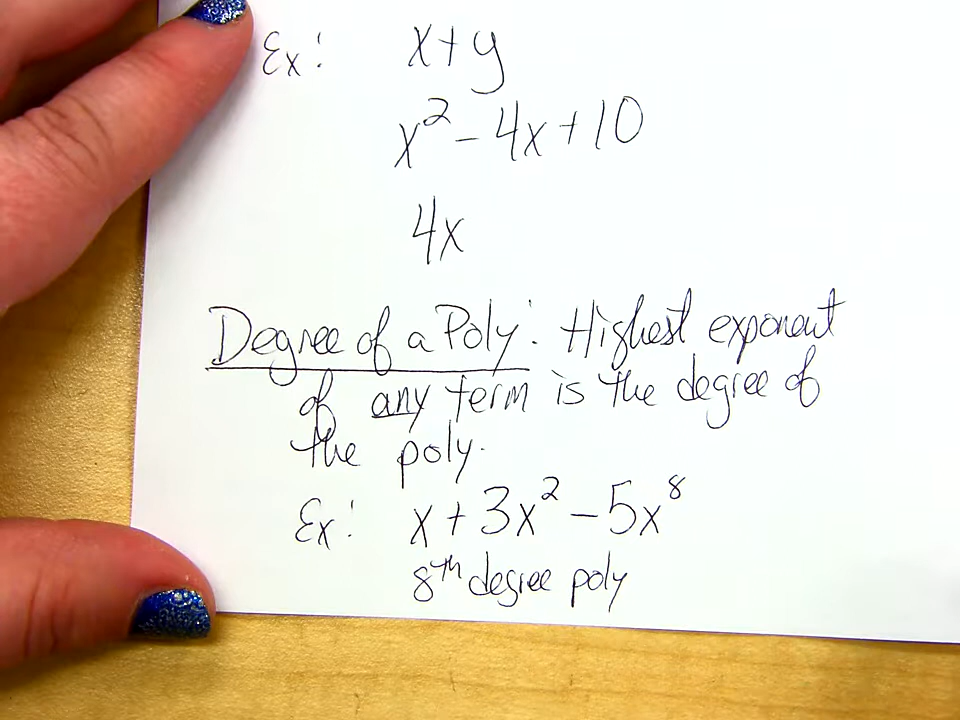 Ex: x+y
x² - 4x + 10
4x
Degree of a Poly: Highest exponent
of any term is the degree of
the poly.
Ex: x + 3x² - 5x⁸
8th degree poly